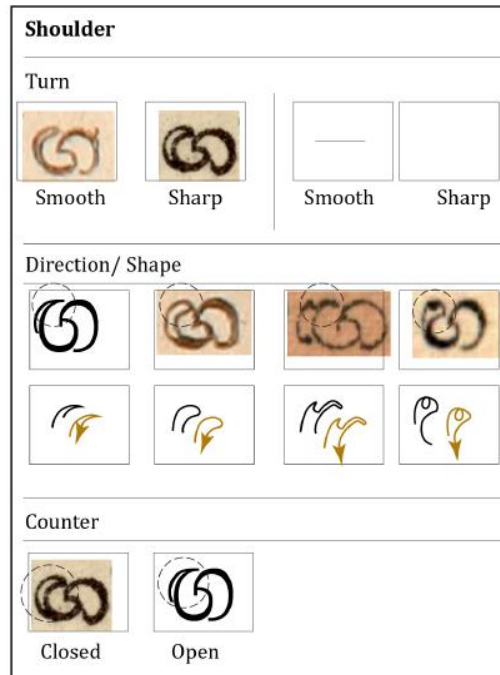 Shoulder
Turn
Smooth Sharp Smooth Sharp
Direction/ Shape
Counter
Closed Open